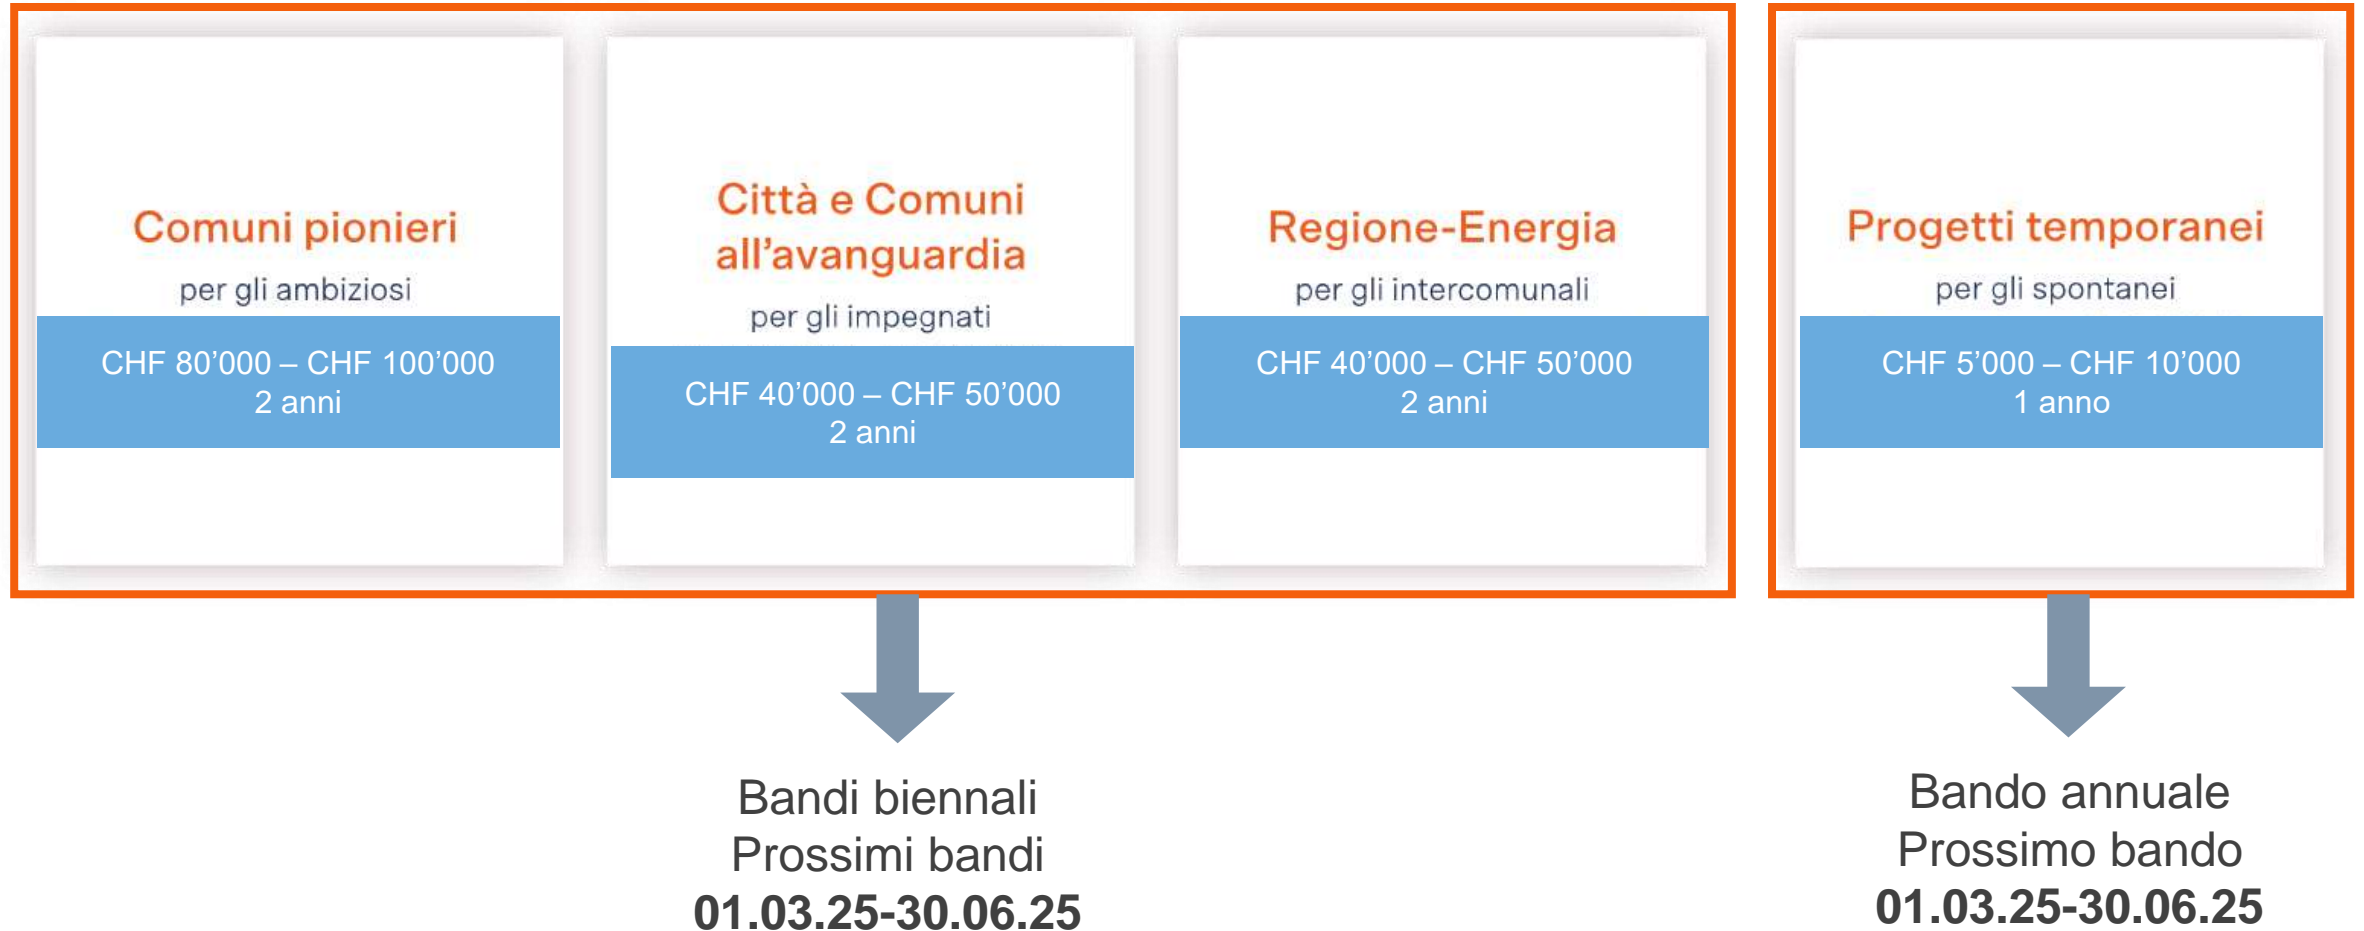 Comuni pionieri
per gli ambiziosi
CHF 80’000 – CHF 100’000
2 anni
Città e Comuni
all’avanguardia
per gli impegnati
CHF 40’000 – CHF 50’000
2 anni
Regione-Energia
per gli intercomunali
CHF 40’000 – CHF 50’000
2 anni
Progetti temporanei
per gli spontanei
CHF 5’000 – CHF 10’000
1 anno
Bandi biennali
Prossimi bandi
01.03.25-30.06.25
Bando annuale
Prossimo bando
01.03.25-30.06.25